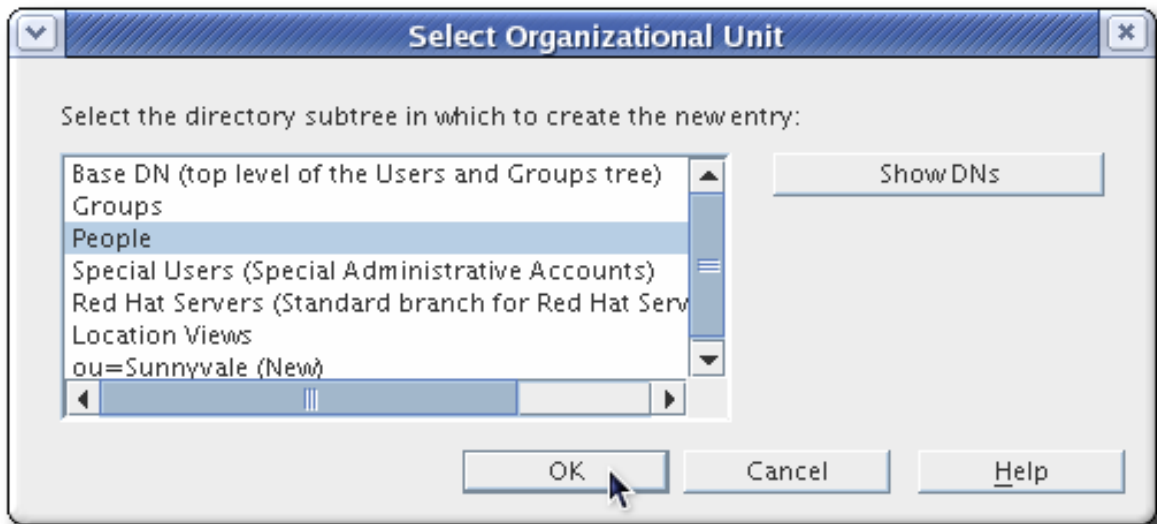 Select Organizational Unit
Select the directory subtree in which to create the new entry:
Base DN (top level of the Users and Groups tree)
Show DNs
Groups
People
Special Users (Special Administrative Accounts)
Red Hat Servers (Standard branch for Red Hat Serv
Location Views
ou=Sunnyvale (New)
OK
Cancel
Help